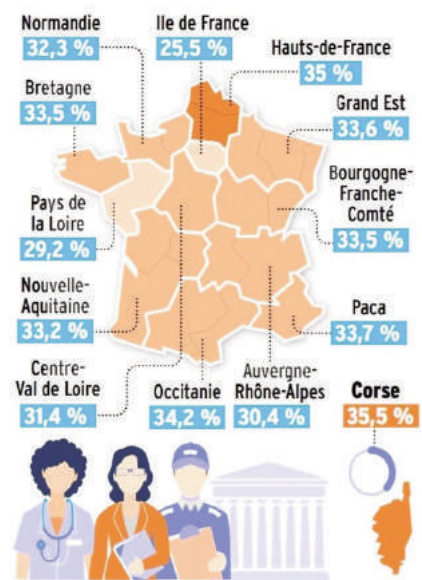 Normandie
32,3 %
Ile de France
25,5 %
Hauts-de-France
35 %
Bretagne
33,5 %
Grand Est
33,6 %
Pays de
la Loire
29,2 %
Bourgogne-
Franche-
Comté
33,5 %
Nouvelle-
Aquitaine
33,2 %
Paca
33,7 %
Centre-
Val de Loire
31,4 %
Occitanie
34,2 %
Auvergne-
Rhône-Alpes
30,4 %
Corse
35,5 %